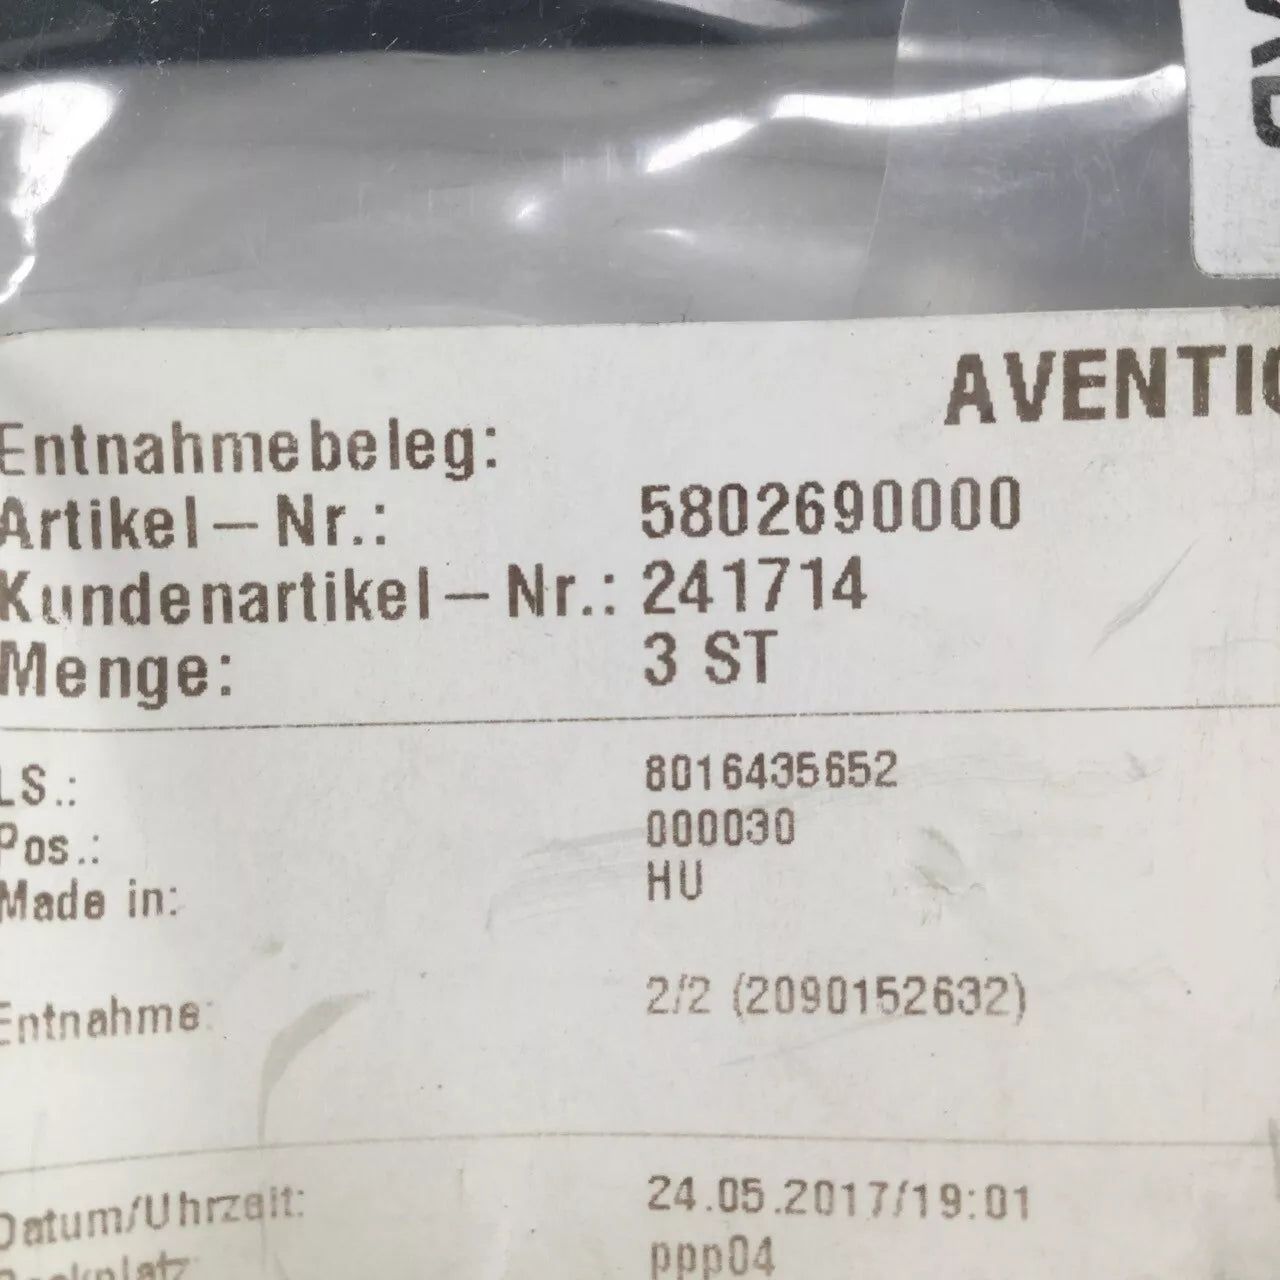 AVENTIC
Entnahmebeleg:
Artikel-Nr.: 5802690000
Kundenartikel-Nr.: 241714
Menge: 3 ST
LS.: 8016435652
Pos.: 000030
Made in: HU
Entnahme: 2/2 (2090152632)
Datum/Uhrzeit: 24.05.2017/19:01
ppp04